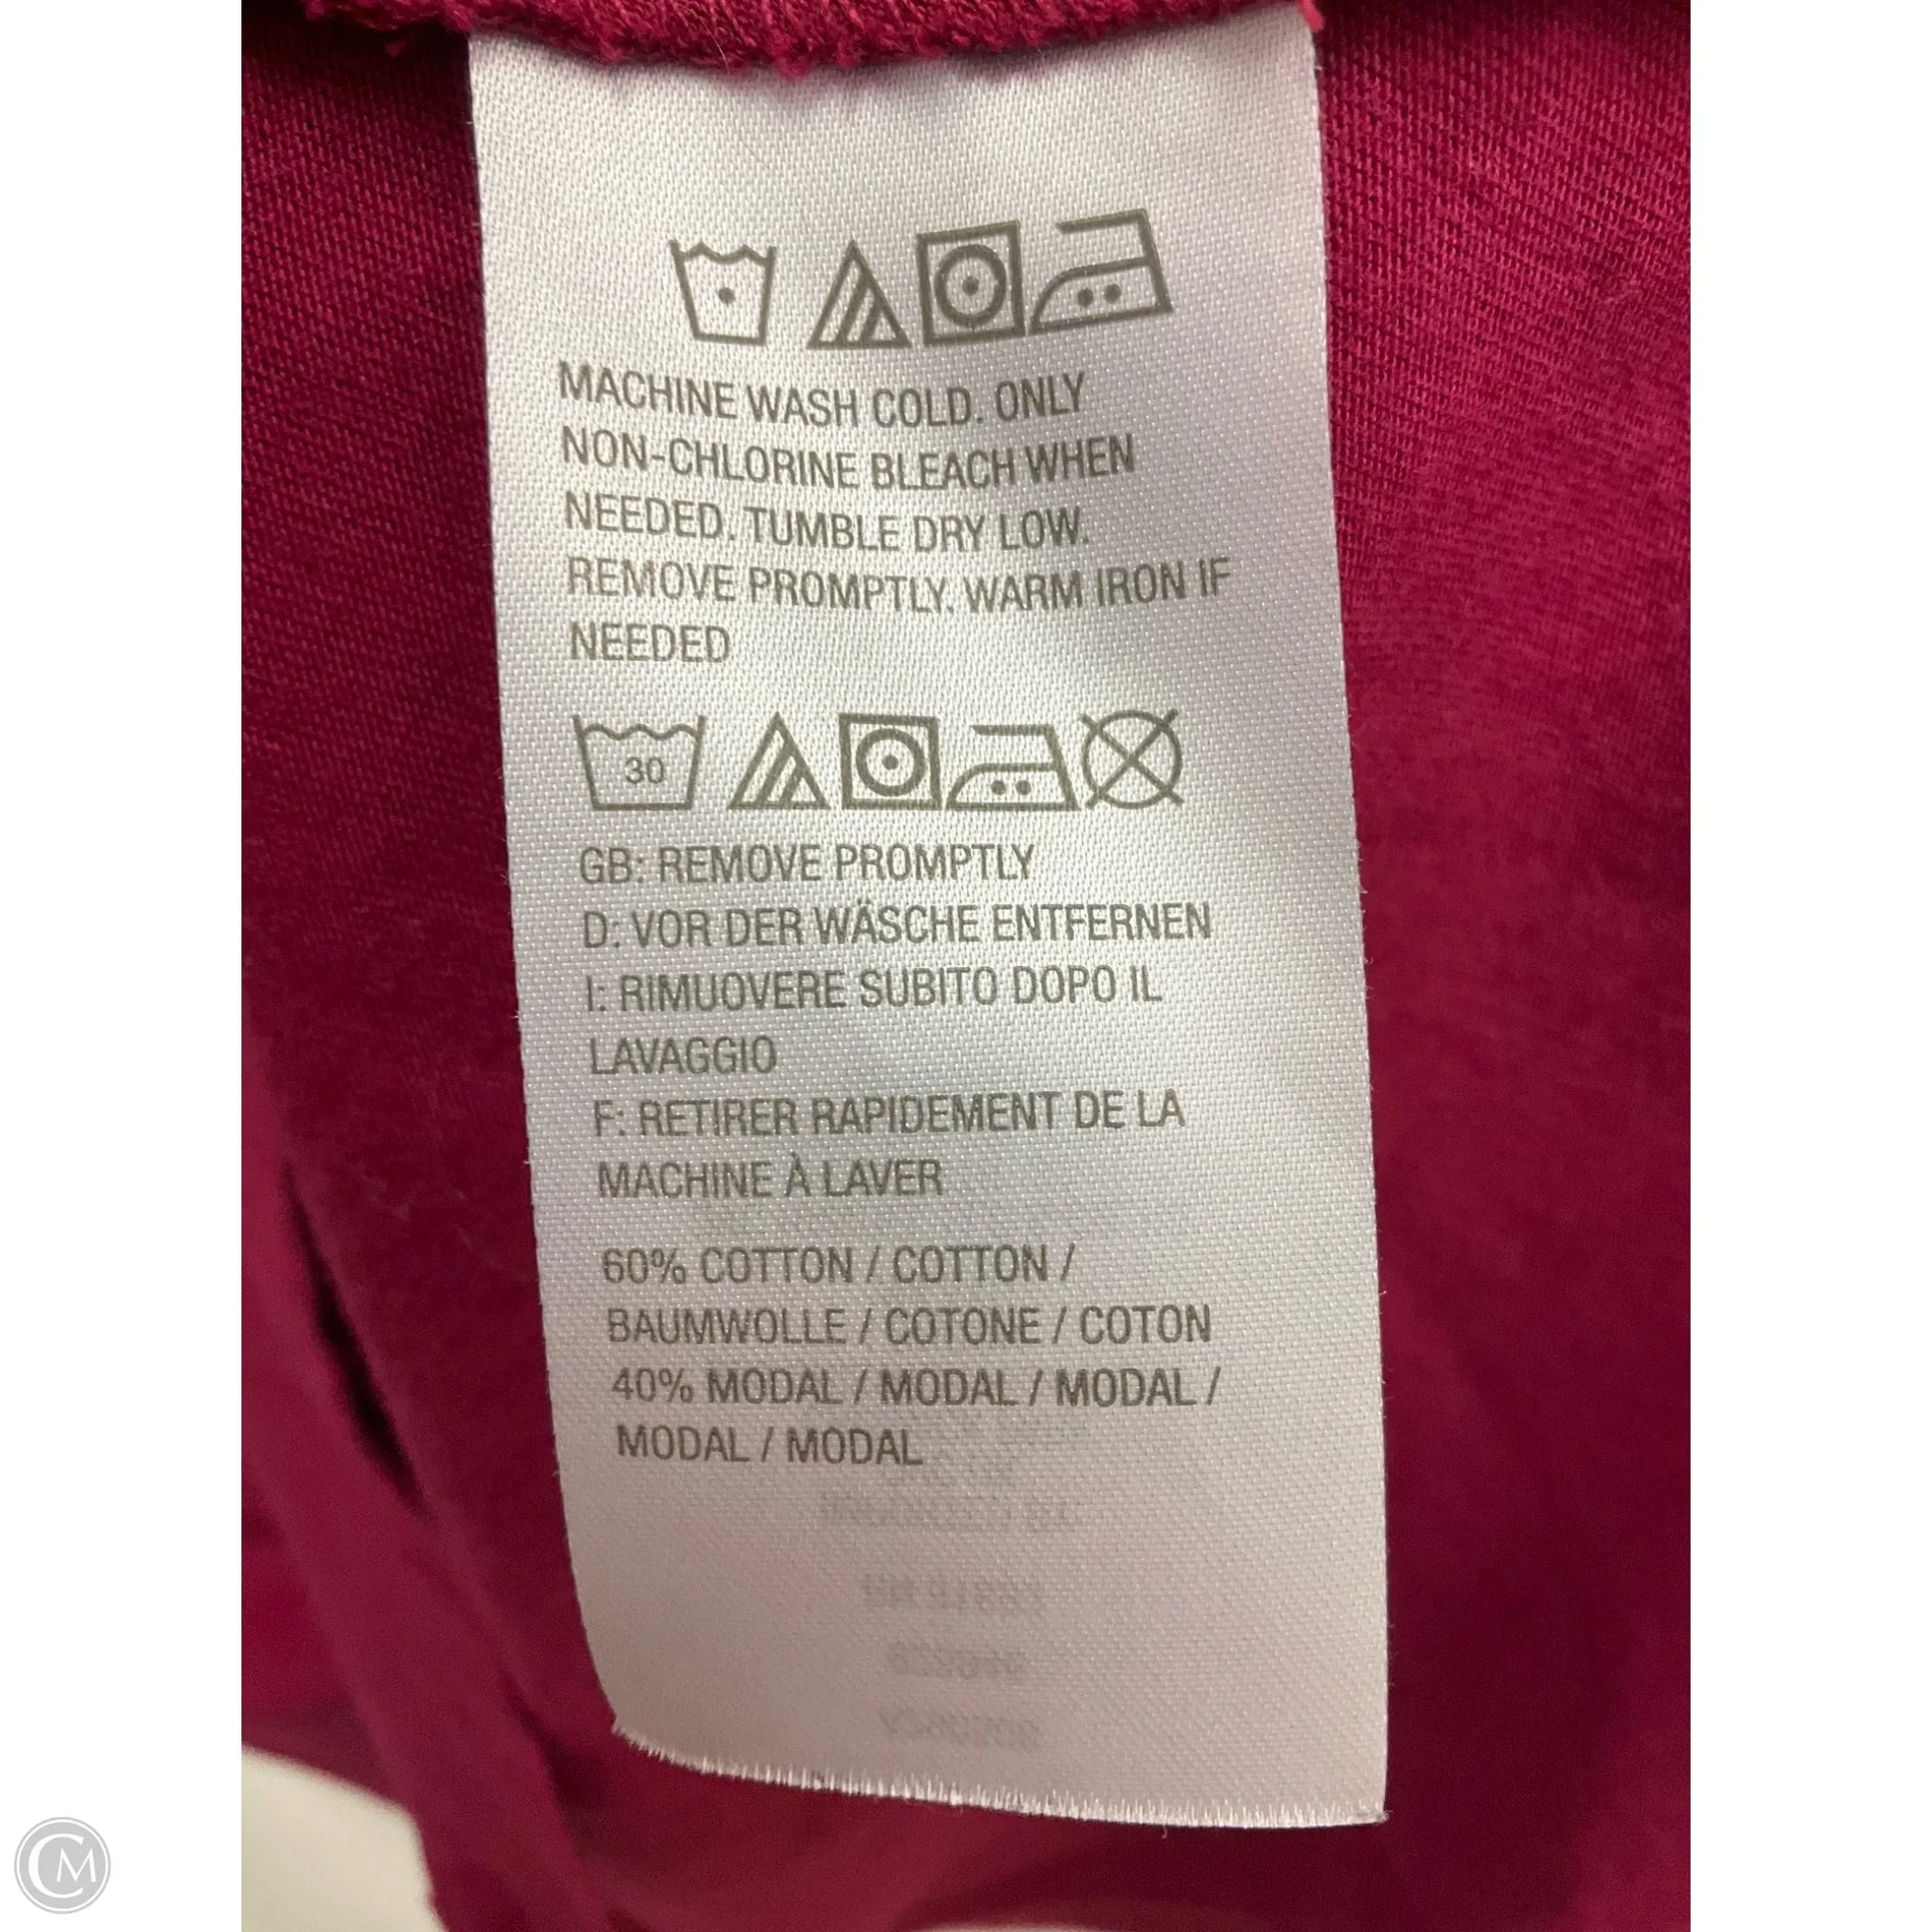 MACHINE WASH COLD. ONLY
NON-CHLORINE BLEACH WHEN
NEEDED. TUMBLE DRY LOW.
REMOVE PROMPTLY. WARM IRON IF
NEEDED
30
GB: REMOVE PROMPTLY
D: VOR DER WÄSCHE ENTFERNEN
I: RIMUOVERE SUBITO DOPO IL
LAVAGGIO
F: RETIRER RAPIDEMENT DE LA
MACHINE À LAVER
60% COTTON / COTTON /
BAUMWOLLE / COTONE / COTON
40% MODAL / MODAL / MODAL /
MODAL / MODAL
CM